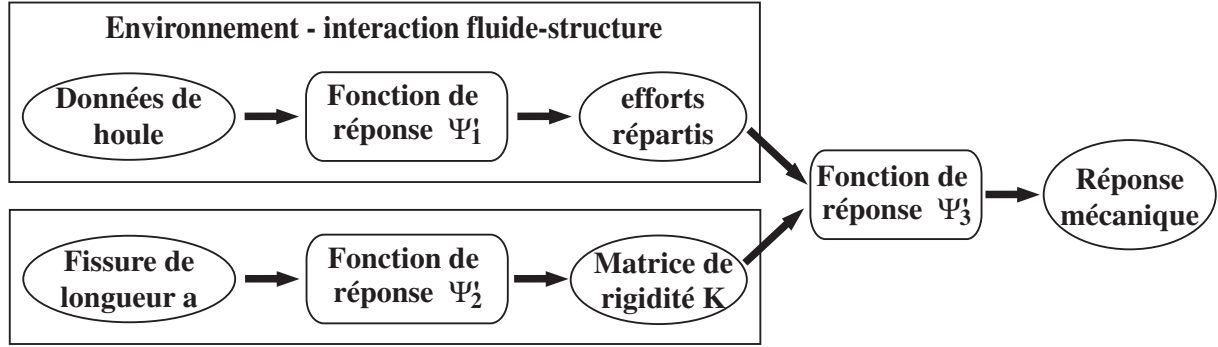 Environnement - interaction fluide-structure
Données de
houle
Fonction de
réponse Ψ'1
efforts
répartis
Fissure de
longueur a
Fonction de
réponse Ψ'2
Matrice de
rigidité K
Fonction de
réponse Ψ'3
Réponse
mécanique